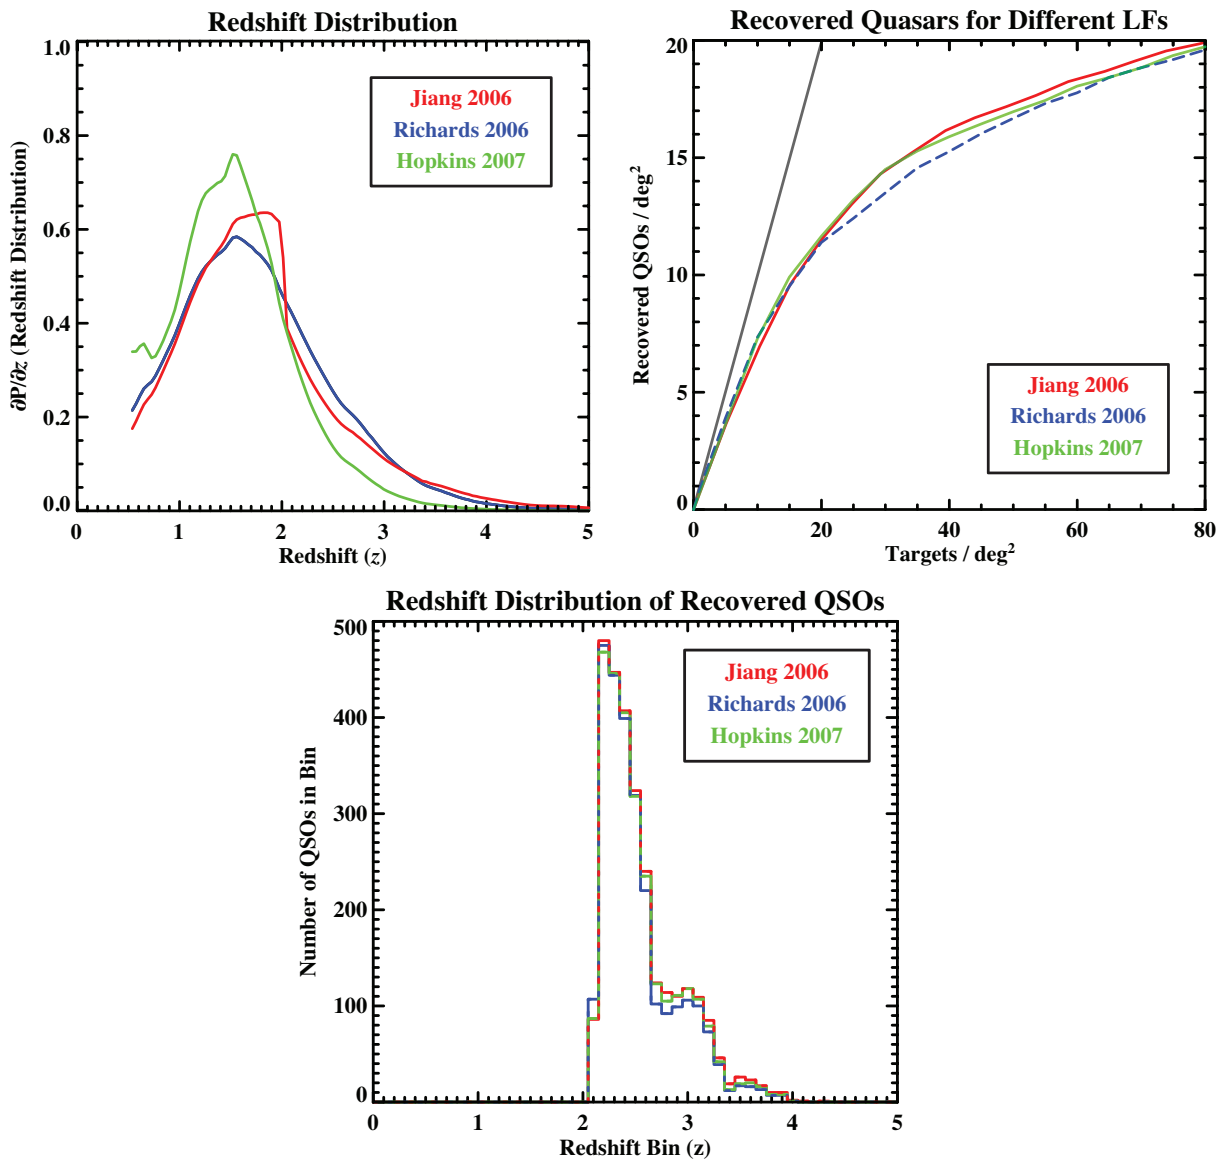 Redshift Distribution
1.0
0.8
0.6
0.4
0.2
0.0
∂P/∂z (Redshift Distribution)
Jiang 2006
Richards 2006
Hopkins 2007
0 1 2 3 4 5
Redshift (z)
Recovered Quasars for Different LFs
20
15
10
5
0
Recovered QSOs / deg²
Jiang 2006
Richards 2006
Hopkins 2007
0 20 40 60 80
Targets / deg²
Redshift Distribution of Recovered QSOs
500
400
300
200
100
0
Number of QSOs in Bin
Jiang 2006
Richards 2006
Hopkins 2007
0 1 2 3 4 5
Redshift Bin (z)